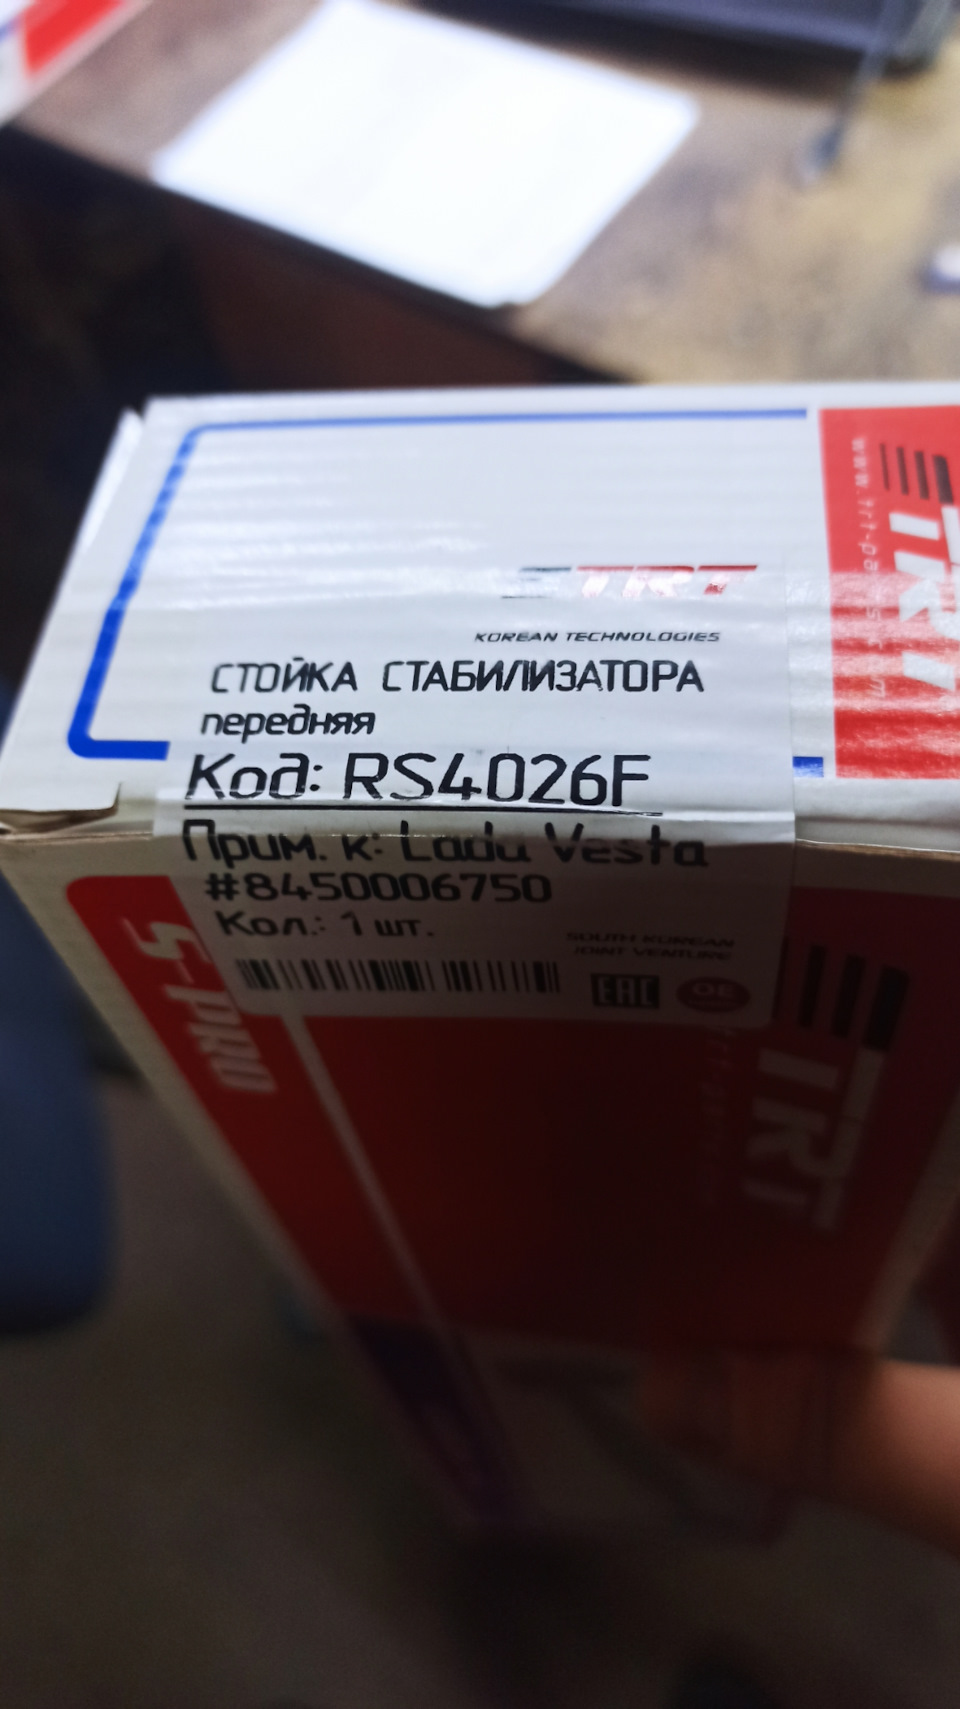 TRT
KOREAN TECHNOLOGIES
СТОЙКА СТАБИЛИЗАТОРА
передняя
Код: RS4026F
Прим. к: Lada Vesta
#8450006750
Кол.: 1 шт.
SOUTH KOREAN
JOINT VENTURE
EAC
OE
S-PRO
TRT
TRT